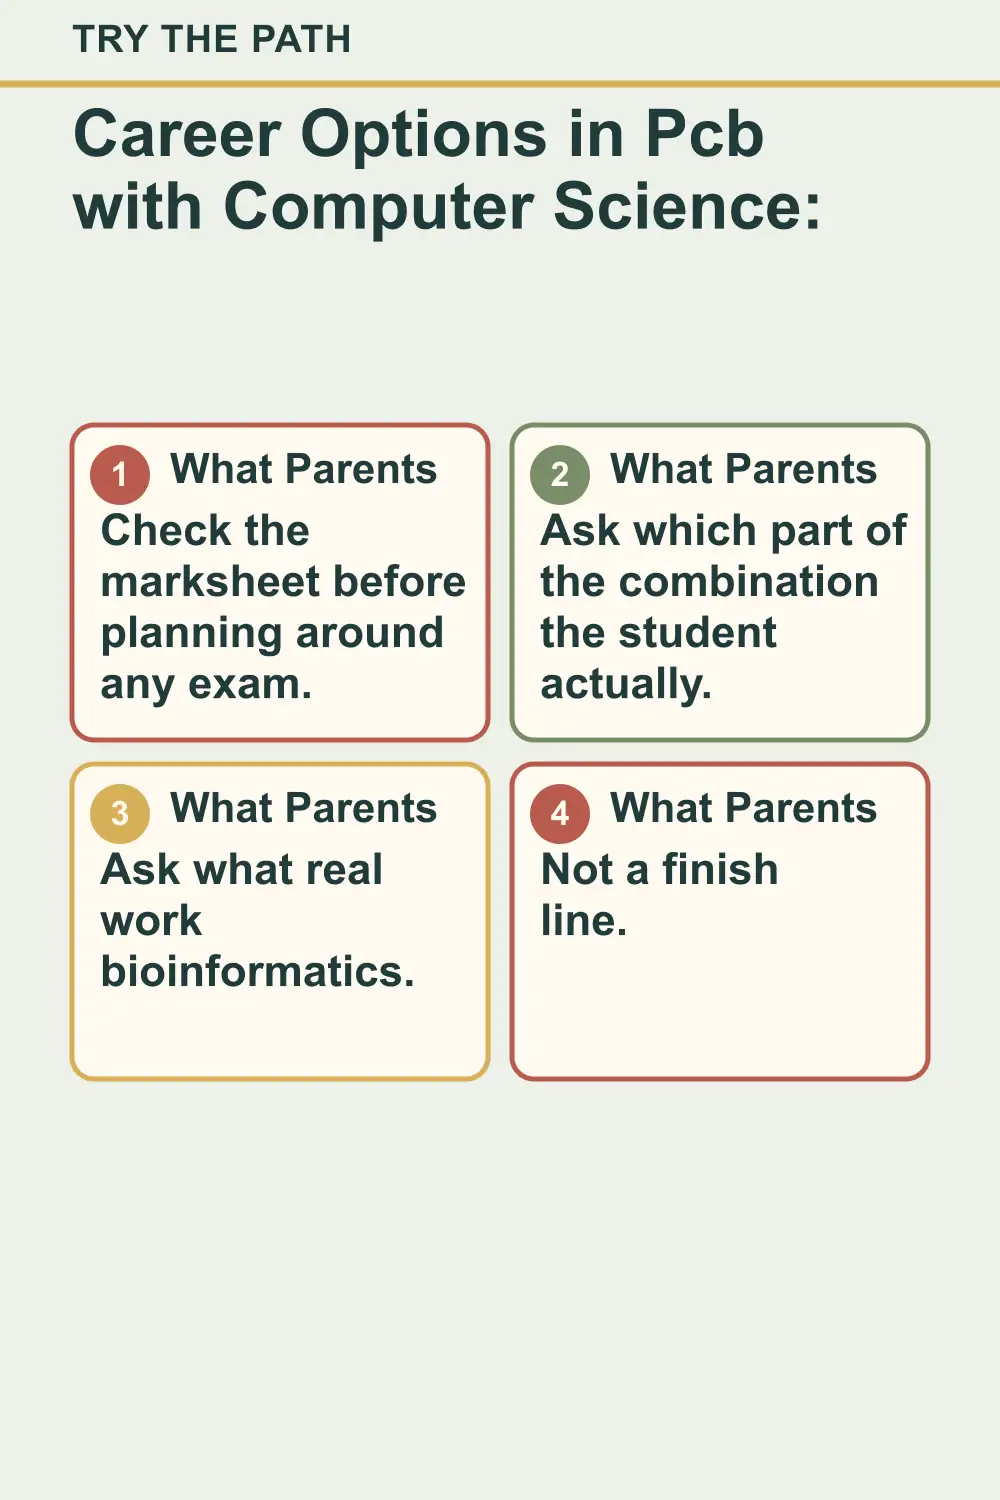 TRY THE PATH
Career Options in Pcb
with Computer Science:
1 What Parents
Check the
marksheet before
planning around
any exam.
2 What Parents
Ask which part of
the combination
the student
actually.
3 What Parents
Ask what real
work
bioinformatics.
4 What Parents
Not a finish
line.